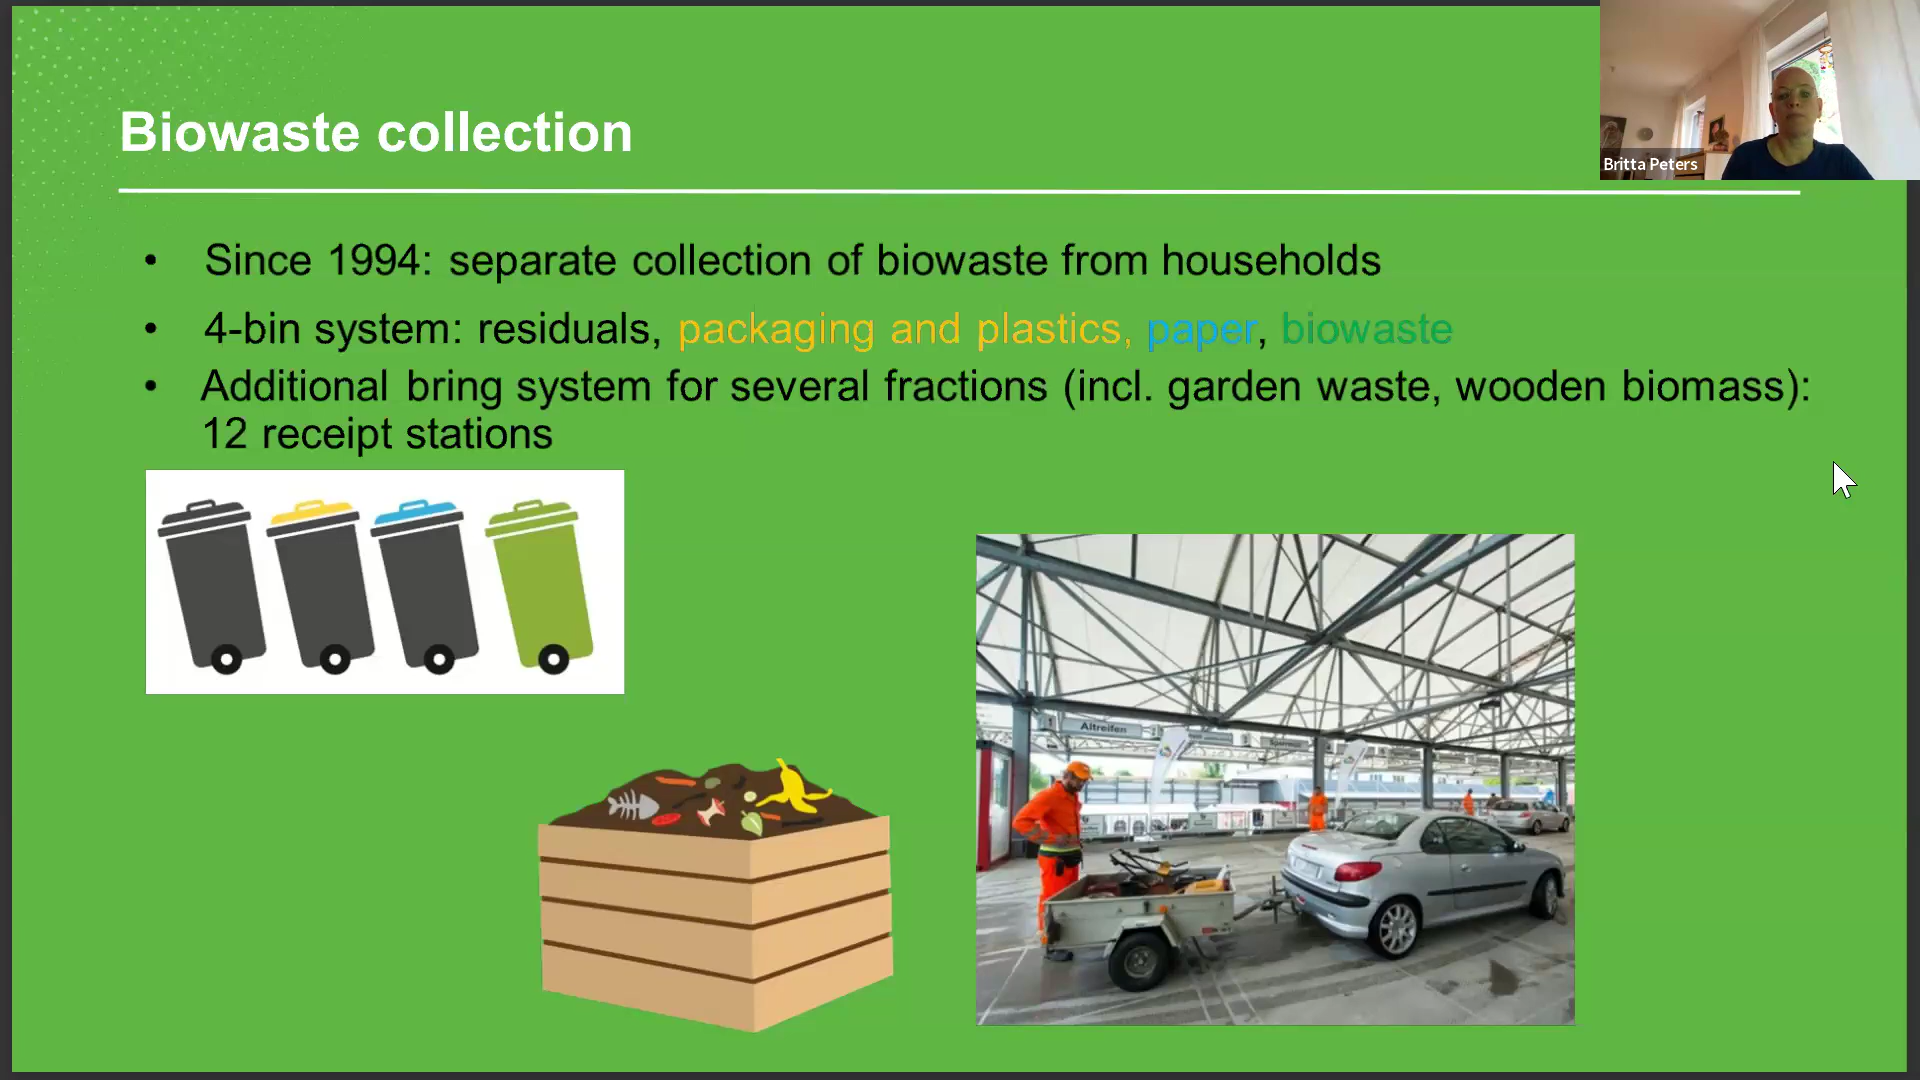 Biowaste collection
Britta Peters
• Since 1994: separate collection of biowaste from households
• 4-bin system: residuals, packaging and plastics, paper, biowaste
• Additional bring system for several fractions (incl. garden waste, wooden biomass):
12 receipt stations
1 Altreifen